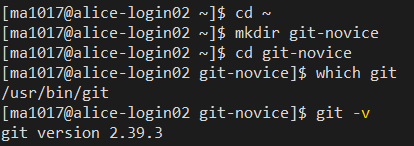 [ma1017@alice-login02 ~]$ cd ~
[ma1017@alice-login02 ~]$ mkdir git-novice
[ma1017@alice-login02 ~]$ cd git-novice
[ma1017@alice-login02 git-novice]$ which git
/usr/bin/git
[ma1017@alice-login02 git-novice]$ git -v
git version 2.39.3